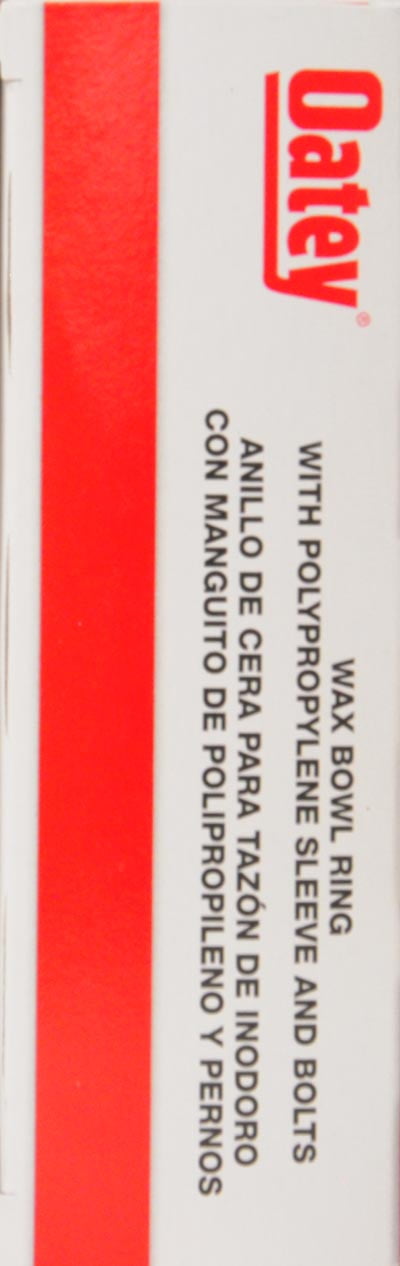 Oatey®
WAX BOWL RING
WITH POLYPROPYLENE SLEEVE AND BOLTS
ANILLO DE CERA PARA TAZÓN DE INODORO
CON MANGUITO DE POLIPROPILENO Y PERNOS